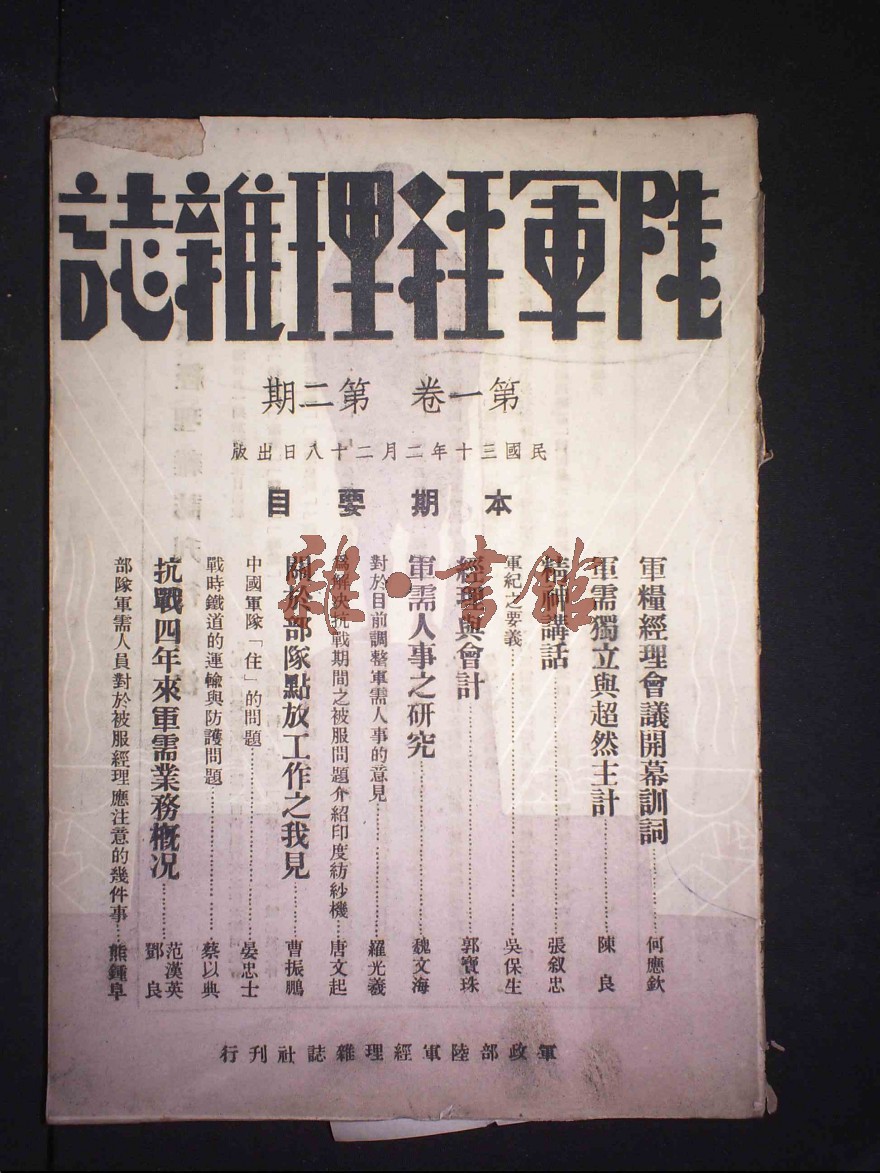 陸軍經理雜誌
第一卷 第二期
民國三十年二月二十八日出版
本期要目
軍糧經理會議開幕訓詞……何應欽
軍需獨立與超然主計……陳良
精神講話……張叙忠
軍紀之要義……吳保生
經理與會計……郭寶珠
軍需人事之研究……魏文海
對於目前調整軍需人事的意見……羅光羲
爲解決抗戰期間之被服問題介紹印度紡紗機……唐文起
關於部隊點放工作之我見……曹振鵬
中國軍隊「住」的問題……晏忠士
戰時鐵道的運輸與防護問題……蔡以典
抗戰四年來軍需業務概况……范漢英 鄧良
部隊軍需人員對於被服經理應注意的幾件事……熊鍾阜
軍政部陸軍經理雜誌社刊行
雜·書館